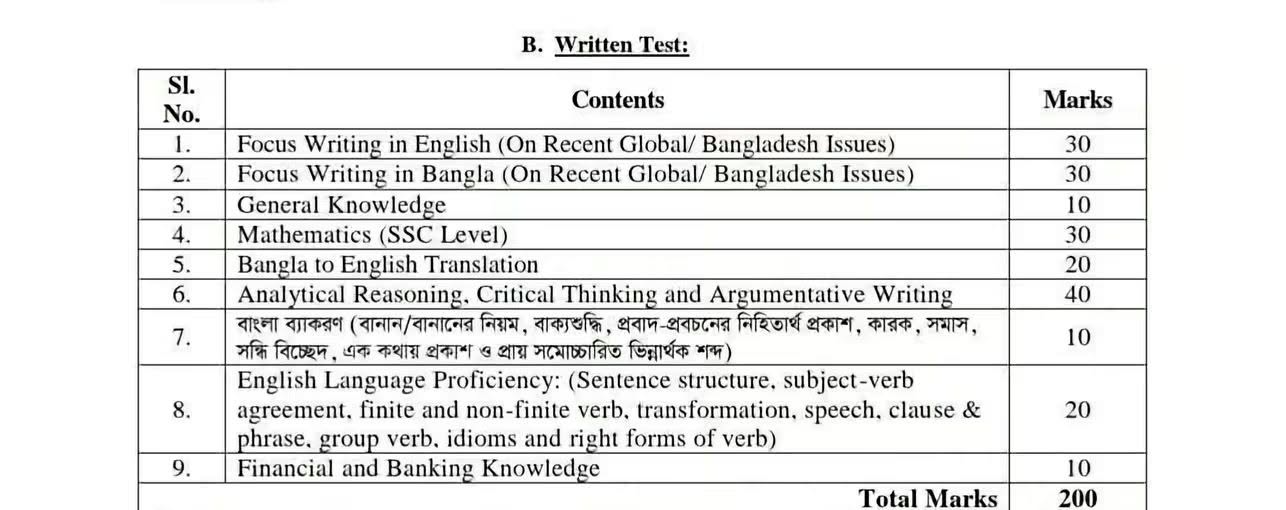 B. Written Test:
Sl. No. Contents Marks
1. Focus Writing in English (On Recent Global/ Bangladesh Issues) 30
2. Focus Writing in Bangla (On Recent Global/ Bangladesh Issues) 30
3. General Knowledge 10
4. Mathematics (SSC Level) 30
5. Bangla to English Translation 20
6. Analytical Reasoning, Critical Thinking and Argumentative Writing 40
7. বাংলা ব্যাকরণ (বানান/বানানের নিয়ম, বাক্যশুদ্ধি, প্রবাদ-প্রবচনের নিহিতার্থ প্রকাশ, কারক, সমাস,
সন্ধি বিচ্ছেদ, এক কথায় প্রকাশ ও প্রায় সমোচ্চারিত ভিন্নার্থক শব্দ) 10
8. English Language Proficiency: (Sentence structure, subject-verb
agreement, finite and non-finite verb, transformation, speech, clause &
phrase, group verb, idioms and right forms of verb) 20
9. Financial and Banking Knowledge 10
Total Marks 200